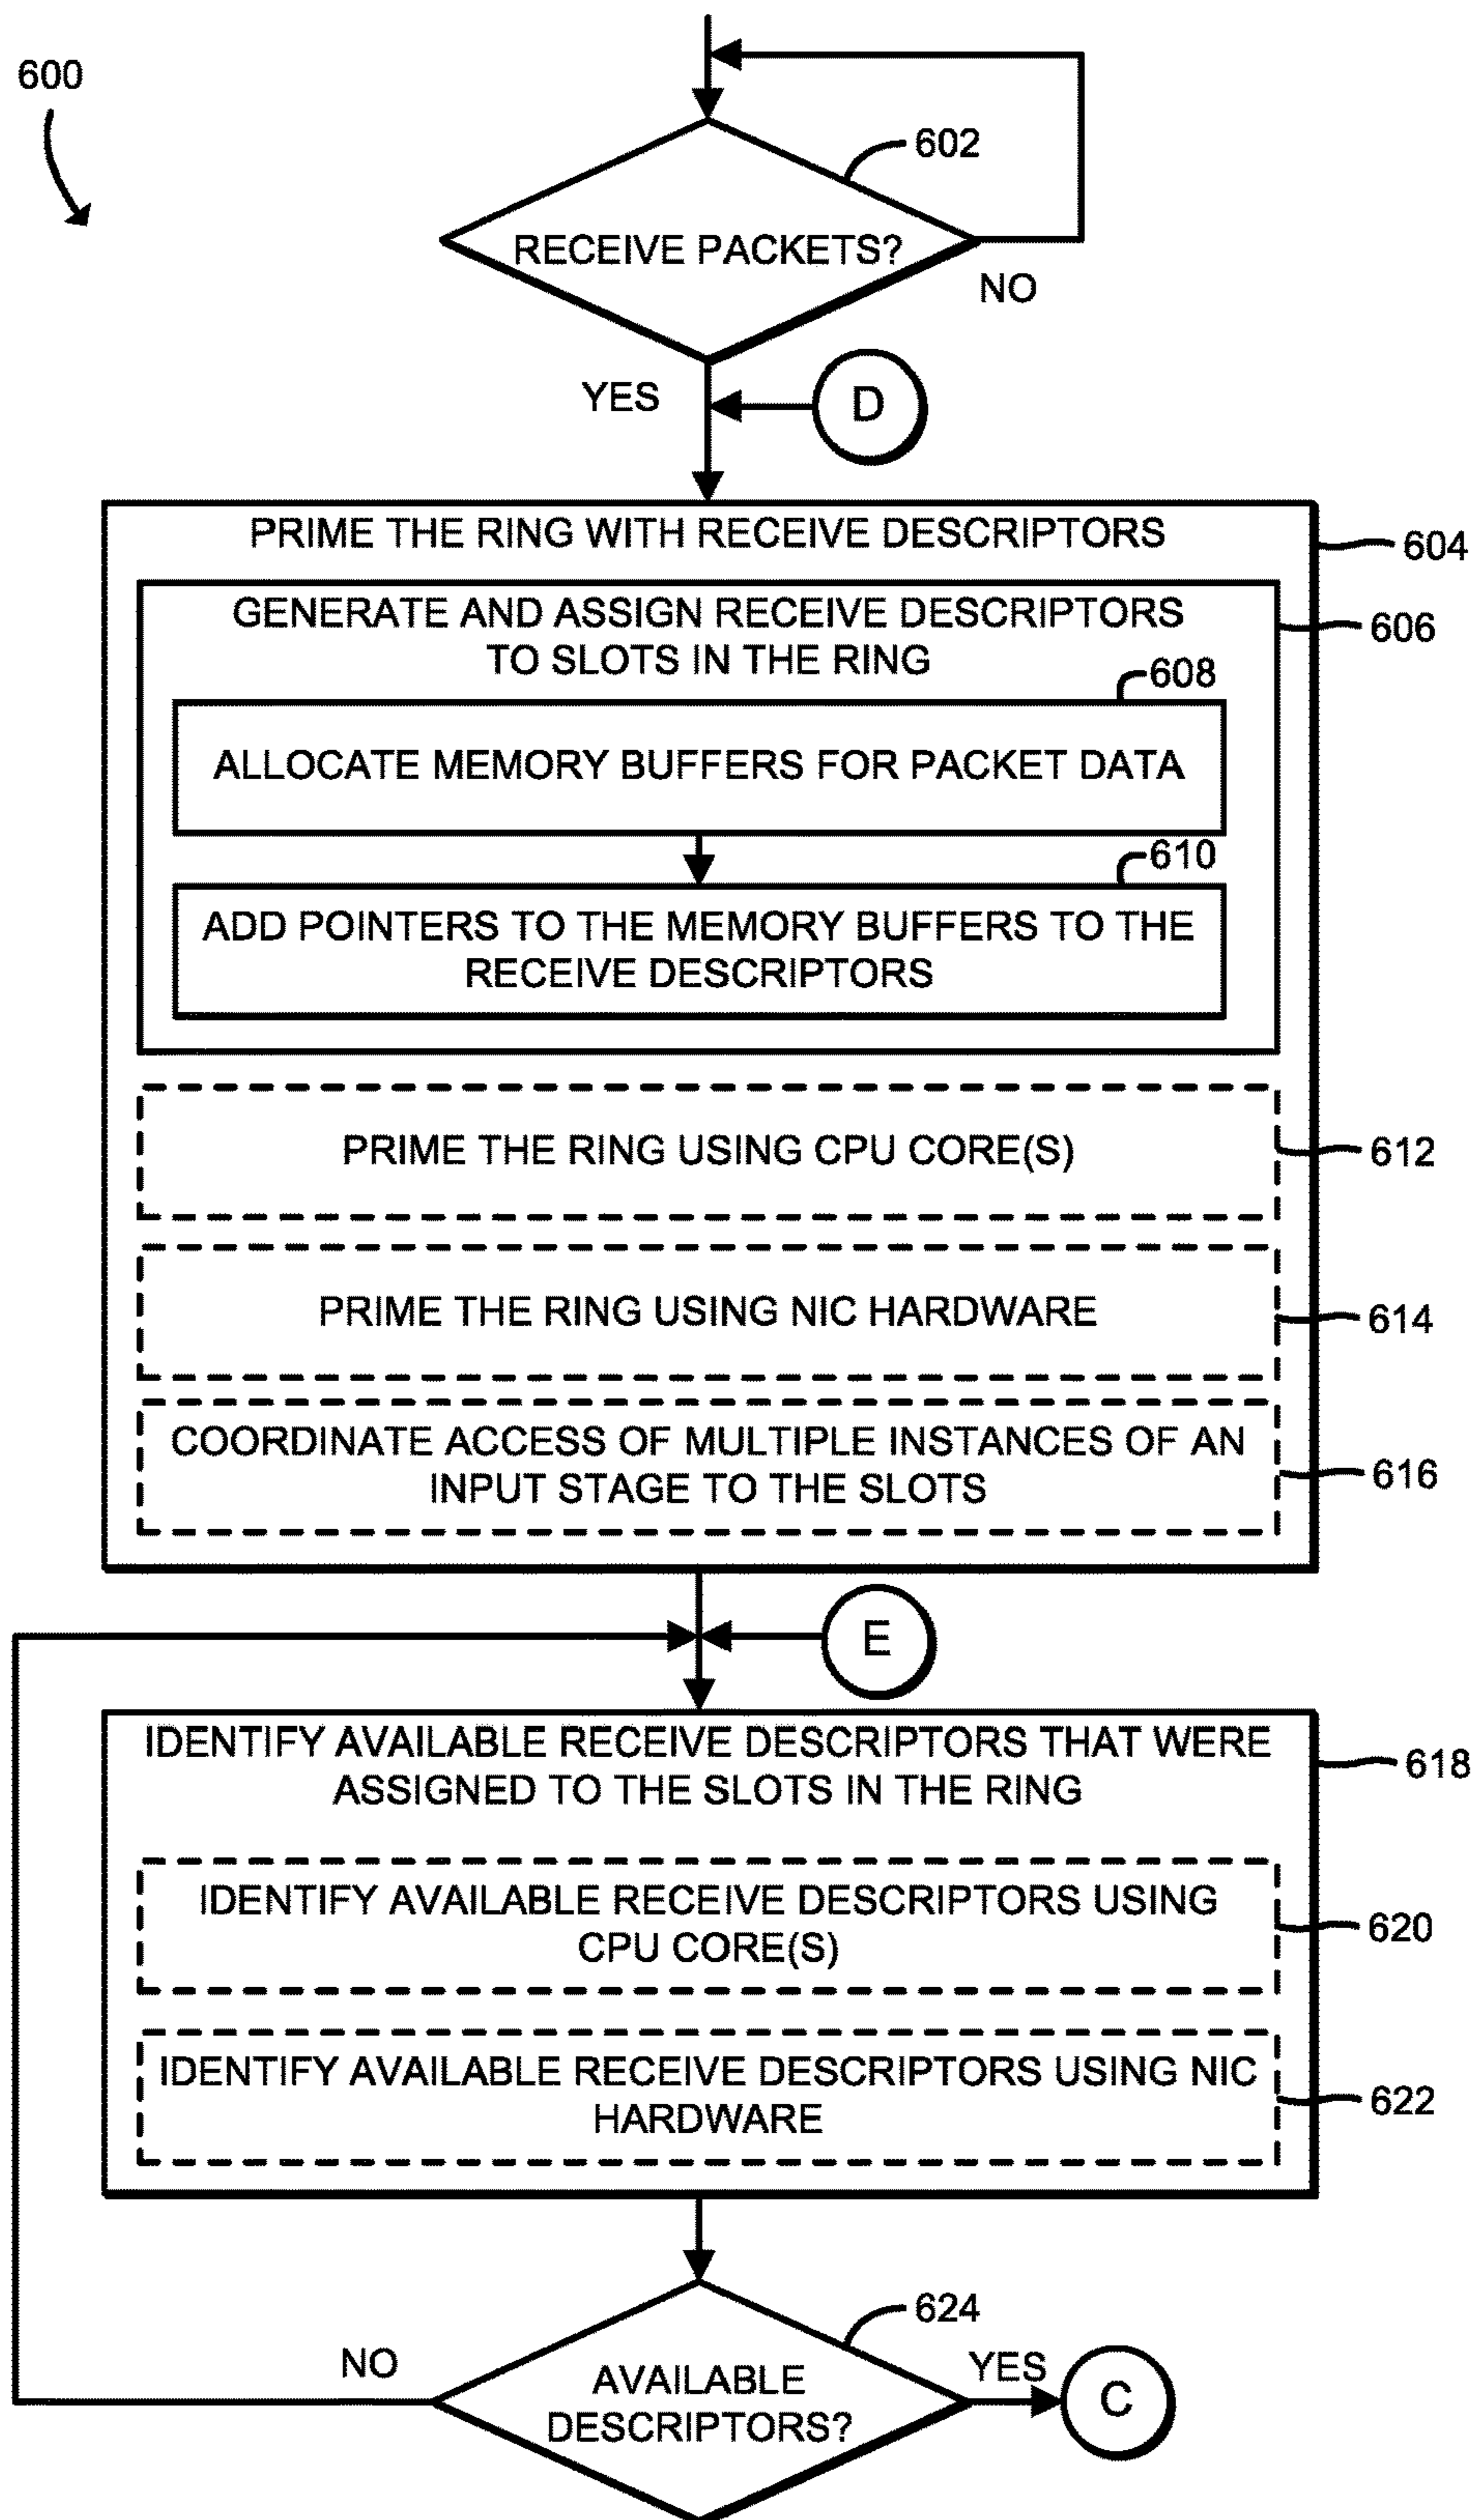 600
602
RECEIVE PACKETS?
NO
YES
D
PRIME THE RING WITH RECEIVE DESCRIPTORS
604
GENERATE AND ASSIGN RECEIVE DESCRIPTORS
TO SLOTS IN THE RING
606
608
ALLOCATE MEMORY BUFFERS FOR PACKET DATA
610
ADD POINTERS TO THE MEMORY BUFFERS TO THE
RECEIVE DESCRIPTORS
PRIME THE RING USING CPU CORE(S)
612
PRIME THE RING USING NIC HARDWARE
614
COORDINATE ACCESS OF MULTIPLE INSTANCES OF AN
INPUT STAGE TO THE SLOTS
616
E
IDENTIFY AVAILABLE RECEIVE DESCRIPTORS THAT WERE
ASSIGNED TO THE SLOTS IN THE RING
618
IDENTIFY AVAILABLE RECEIVE DESCRIPTORS USING
CPU CORE(S)
620
IDENTIFY AVAILABLE RECEIVE DESCRIPTORS USING NIC
HARDWARE
622
624
NO
AVAILABLE
DESCRIPTORS?
YES
C